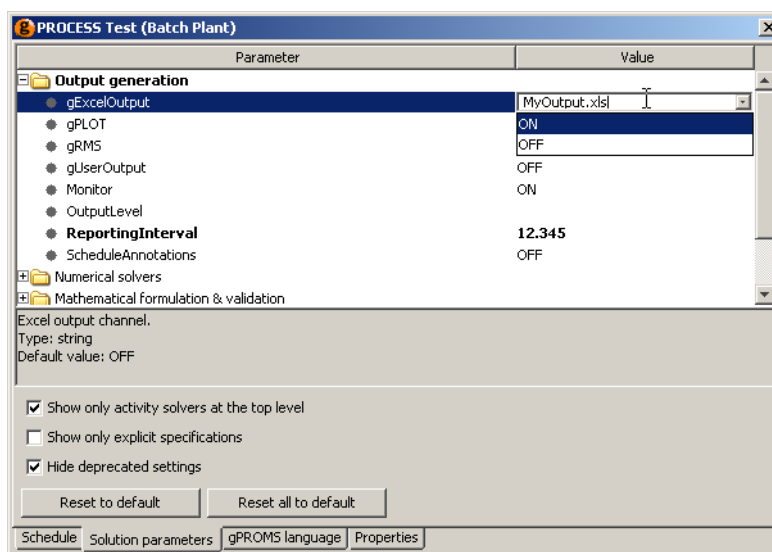 g PROCESS Test (Batch Plant)
Parameter Value
Output generation
gExcelOutput MyOutput.xls
gPLOT ON
gRMS OFF
gUserOutput OFF
Monitor ON
OutputLevel
ReportingInterval 12.345
ScheduleAnnotations OFF
Numerical solvers
Mathematical formulation & validation
Excel output channel.
Type: string
Default value: OFF
Show only activity solvers at the top level
Show only explicit specifications
Hide deprecated settings
Reset to default Reset all to default
Schedule Solution parameters gPROMS language Properties